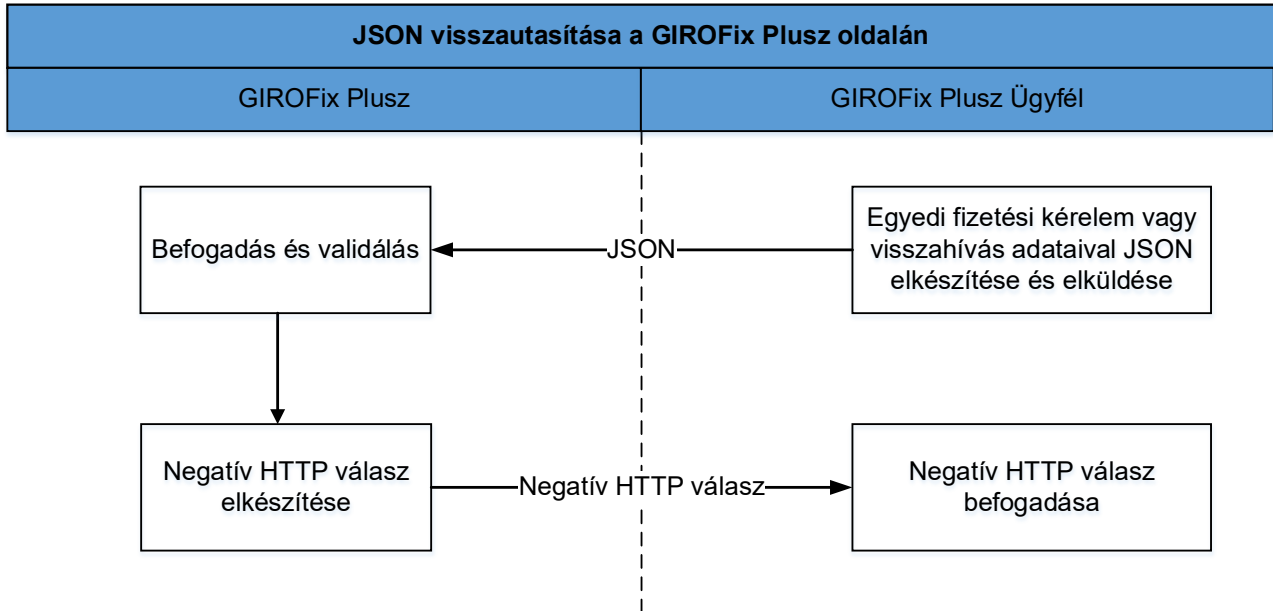 JSON visszautasítása a GIROFix Plusz oldalán
GIROFix Plusz
GIROFix Plusz Ügyfél
Befogadás és validálás
JSON
Egyedi fizetési kérelem vagy
visszahívás adataival JSON
elkészítése és elküldése
Negatív HTTP válasz
elkészítése
Negatív HTTP válasz
Negatív HTTP válasz
befogadása